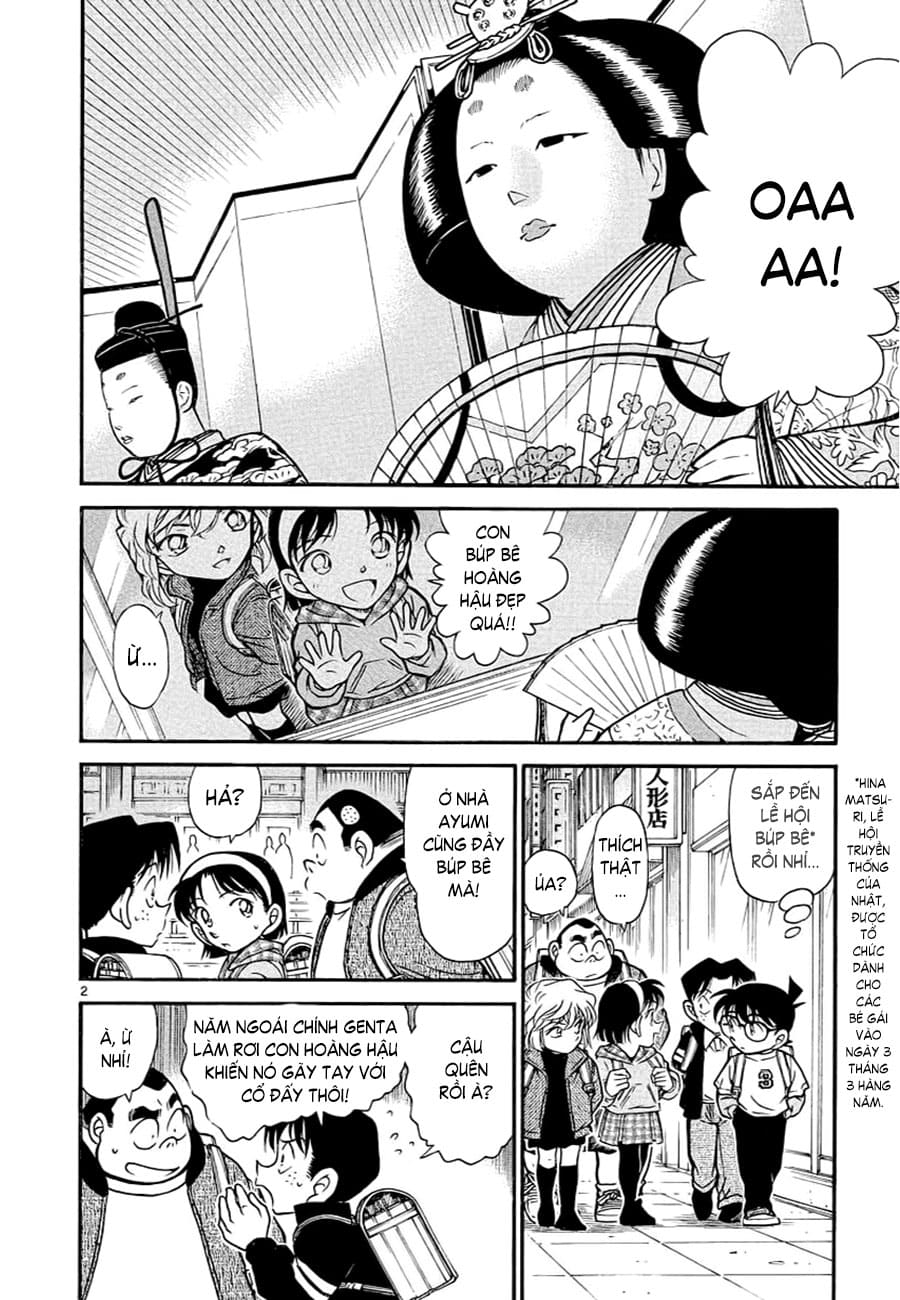 OAA
AA!
CON
BÚP BÊ
HOÀNG
HẬU ĐẸP
QUÁ!!
Ừ...
SẮP ĐẾN
LỄ HỘI
BÚP BÊ*
RỒI NHỈ...
THÍCH
THẬT
...
ỦA?
人形店
*HINA
MATSU-
RI, LỄ
HỘI
TRUYỀN
THỐNG
CỦA
NHẬT,
ĐƯỢC
TỔ
CHỨC
DÀNH
CHO
CÁC
BÉ GÁI
VÀO
NGÀY 3
THÁNG
3 HÀNG
NĂM.
3
Ở NHÀ
AYUMI
CŨNG ĐẦY
BÚP BÊ
MÀ!
HẢ?
2
CẬU
QUÊN
RỒI À?
NĂM NGOÁI CHÍNH GENTA
LÀM RƠI CON HOÀNG HẬU
KHIẾN NÓ GÃY TAY VỚI
CỔ ĐẤY THÔI!
À, Ừ
NHỈ!